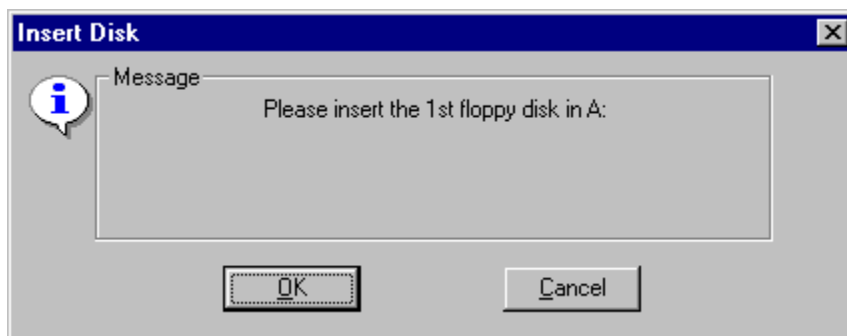 Insert Disk
Message
Please insert the 1st floppy disk in A:
OK
Cancel